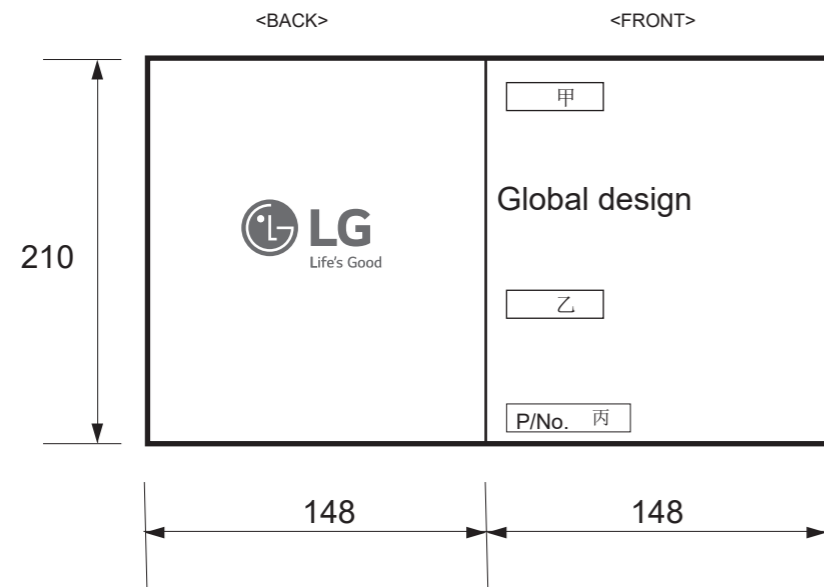 <BACK>
<FRONT>
甲
Global design
210
LG
Life's Good
乙
P/No. 丙
148
148